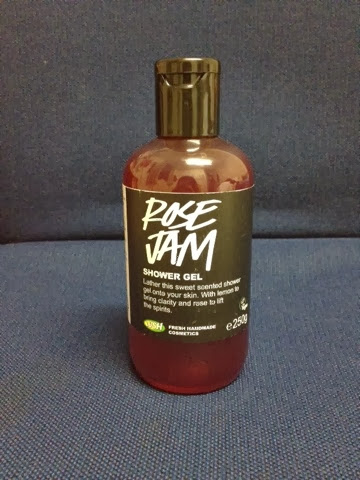 ROSE
JAM
SHOWER GEL
Lather this sweet scented shower
gel onto your skin. With lemon to
bring clarity and rose to lift
the spirits.
LUSH
FRESH HANDMADE
COSMETICS
℮250g